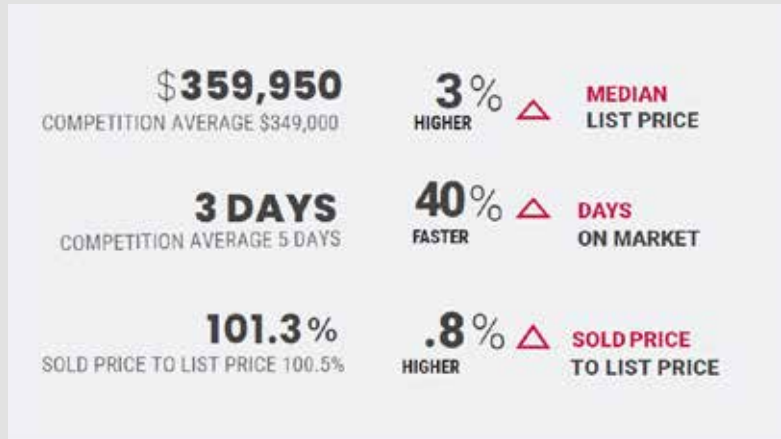 $359,950
COMPETITION AVERAGE $349,000
3% HIGHER
MEDIAN
LIST PRICE
3 DAYS
COMPETITION AVERAGE 5 DAYS
40% FASTER
DAYS
ON MARKET
101.3%
SOLD PRICE TO LIST PRICE 100.5%
.8% HIGHER
SOLD PRICE
TO LIST PRICE